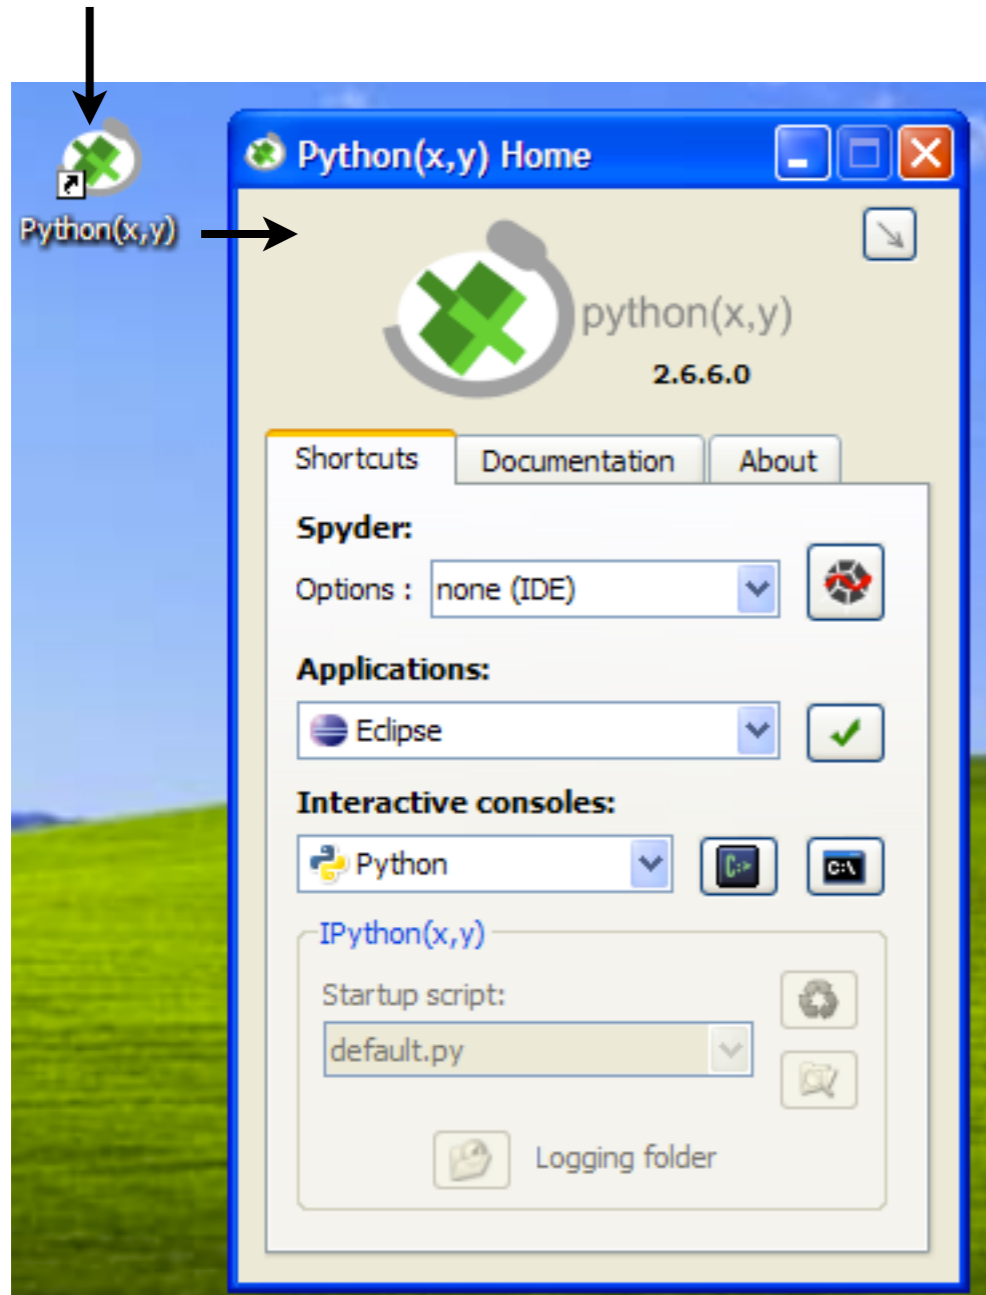 Python(x,y)
Python(x,y) Home
python(x,y)
2.6.6.0
Shortcuts
Documentation
About
Spyder:
Options :
none (IDE)
Applications:
Eclipse
Interactive consoles:
Python
C:>
C:\
IPython(x,y)
Startup script:
default.py
Logging folder